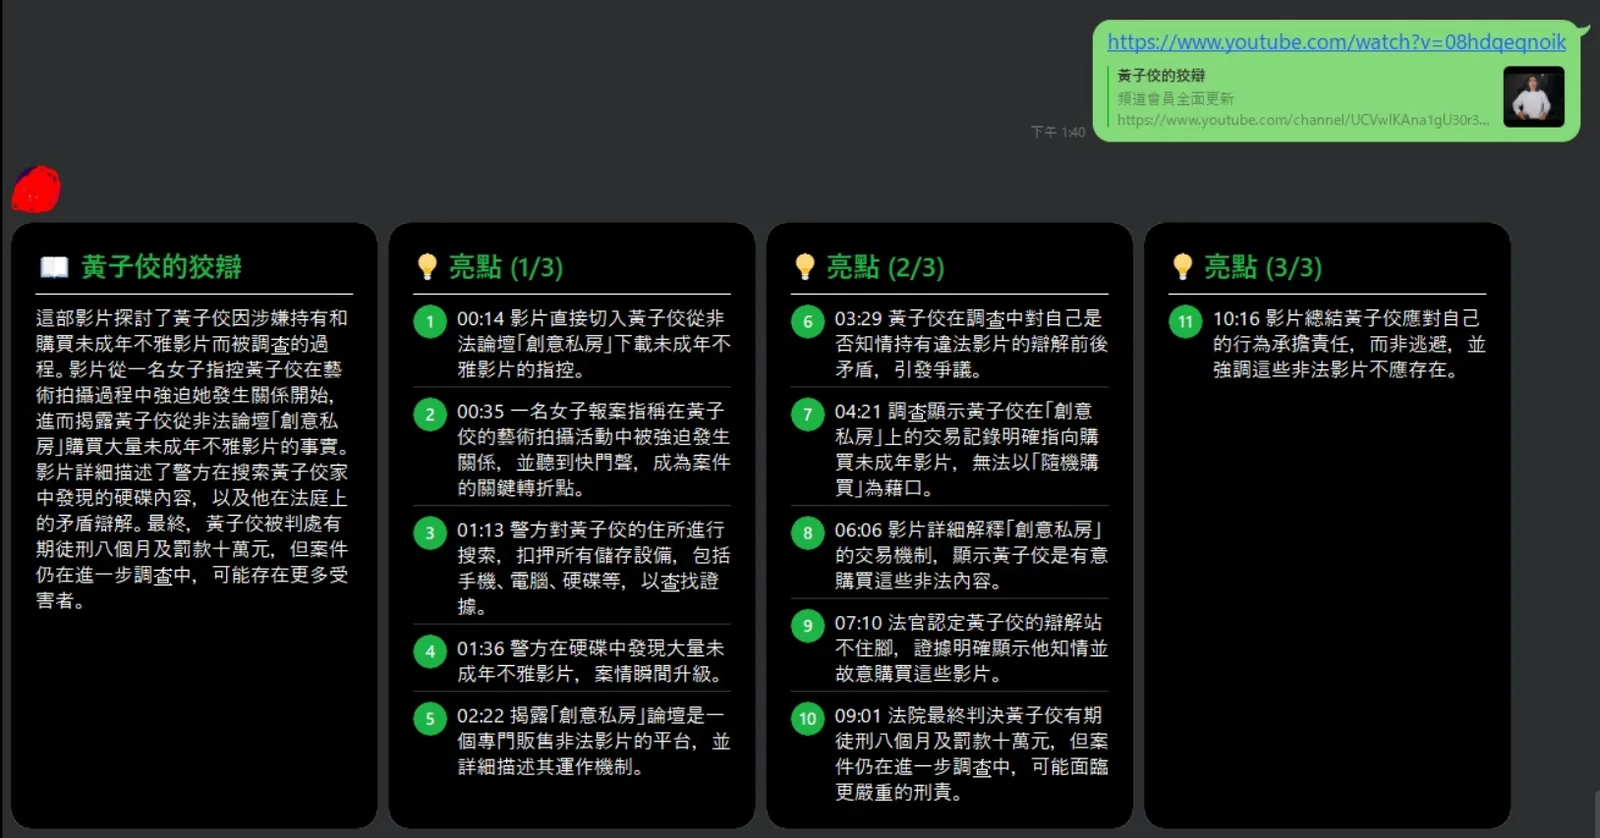 https://www.youtube.com/watch?v=08hdqeqnoik
黃子佼的狡辯
頻道會員全面更新
https://www.youtube.com/channel/UCVwlKAna1gU30r3...
下午 1:40
黃子佼的狡辯
這部影片探討了黃子佼因涉嫌持有和
購買未成年不雅影片而被調查的過
程。影片從一名女子指控黃子佼在藝
術拍攝過程中強迫她發生關係開始，
進而揭露黃子佼從非法論壇「創意私
房」購買大量未成年不雅影片的事實。
影片詳細描述了警方在搜索黃子佼家
中發現的硬碟內容，以及他在法庭上
的矛盾辯解。最終，黃子佼被判處有
期徒刑八個月及罰款十萬元，但案件
仍在進一步調查中，可能存在更多受
害者。
亮點 (1/3)
1 00:14 影片直接切入黃子佼從非
法論壇「創意私房」下載未成年不
雅影片的指控。
2 00:35 一名女子報案指稱在黃子
佼的藝術拍攝活動中被強迫發生
關係，並聽到快門聲，成為案件
的關鍵轉折點。
3 01:13 警方對黃子佼的住所進行
搜索，扣押所有儲存設備，包括
手機、電腦、硬碟等，以查找證
據。
4 01:36 警方在硬碟中發現大量未
成年不雅影片，案情瞬間升級。
5 02:22 揭露「創意私房」論壇是一
個專門販售非法影片的平台，並
詳細描述其運作機制。
亮點 (2/3)
6 03:29 黃子佼在調查中對自己是
否知情持有違法影片的辯解前後
矛盾，引發爭議。
7 04:21 調查顯示黃子佼在「創意
私房」上的交易記錄明確指向購
買未成年影片，無法以「隨機購
買」為藉口。
8 06:06 影片詳細解釋「創意私房」
的交易機制，顯示黃子佼是有意
購買這些非法內容。
9 07:10 法官認定黃子佼的辯解站
不住腳，證據明確顯示他知情並
故意購買這些影片。
10 09:01 法院最終判決黃子佼有期
徒刑八個月及罰款十萬元，但案
件仍在進一步調查中，可能面臨
更嚴重的刑責。
亮點 (3/3)
11 10:16 影片總結黃子佼應對自己
的行為承擔責任，而非逃避，並
強調這些非法影片不應存在。